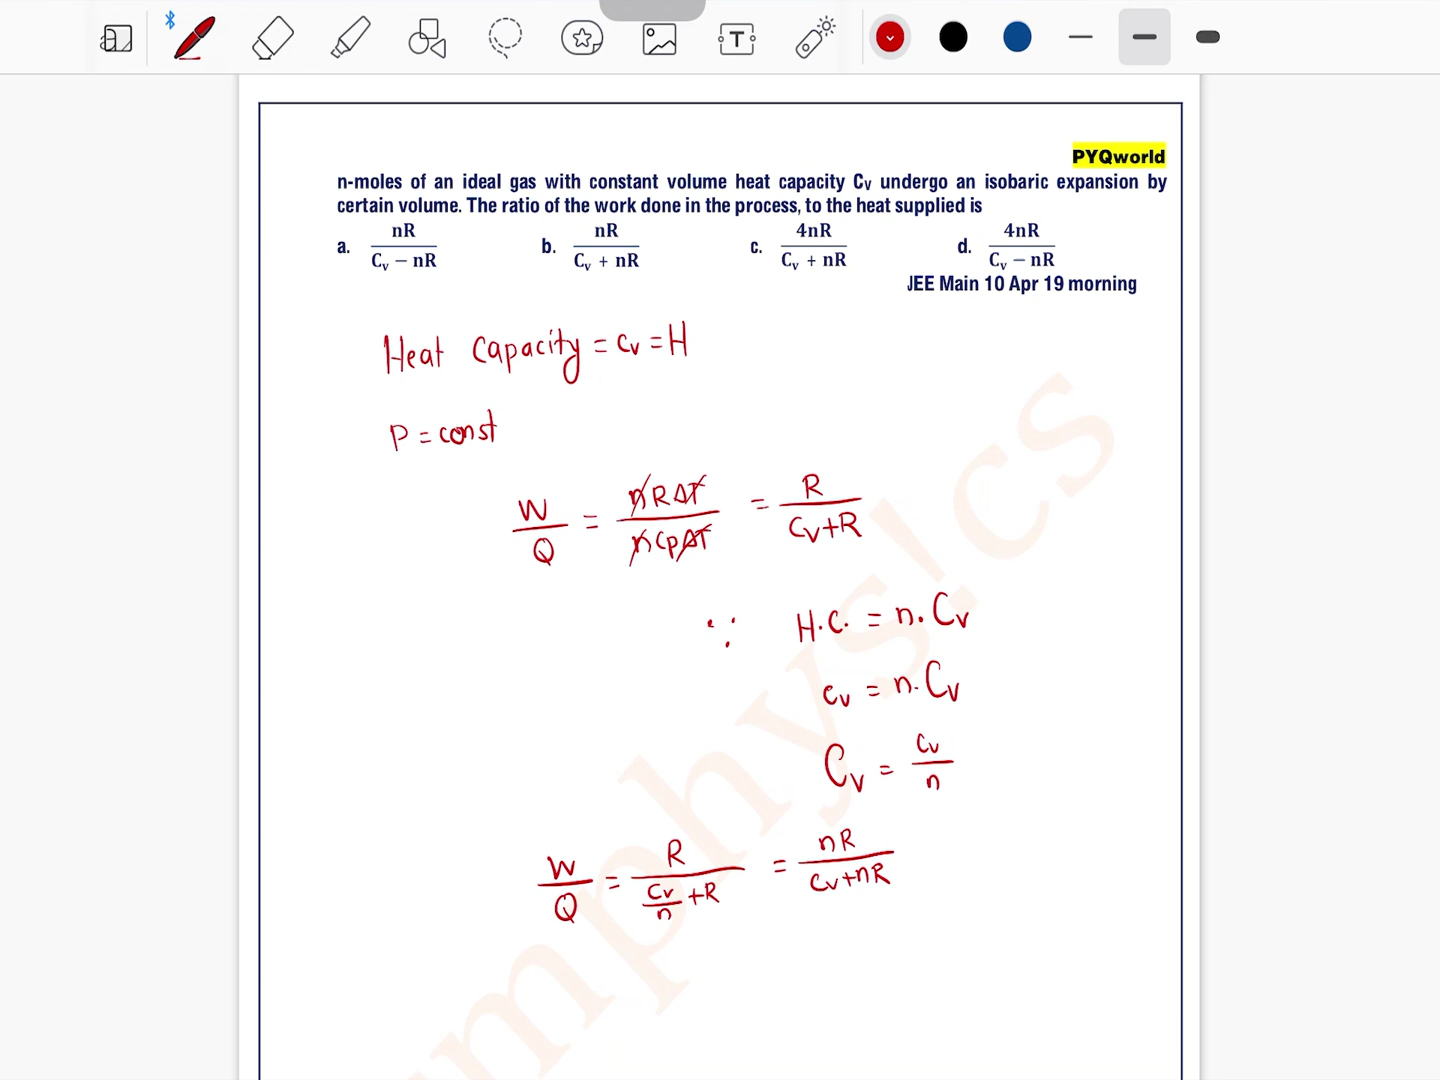 PYQworld
n-moles of an ideal gas with constant volume heat capacity Cv undergo an isobaric expansion by
certain volume. The ratio of the work done in the process, to the heat supplied is
a. nR / (Cv − nR) b. nR / (Cv + nR) c. 4nR / (Cv + nR) d. 4nR / (Cv − nR)
JEE Main 10 Apr 19 morning
Heat capacity = cv = H
P = const
W/Q = nRΔT / nCpΔT = R / (Cv+R)
∵ H.C. = n.Cv
cv = n.Cv
Cv = cv/n
W/Q = R / (cv/n + R) = nR / (cv+nR)
mphys!cs